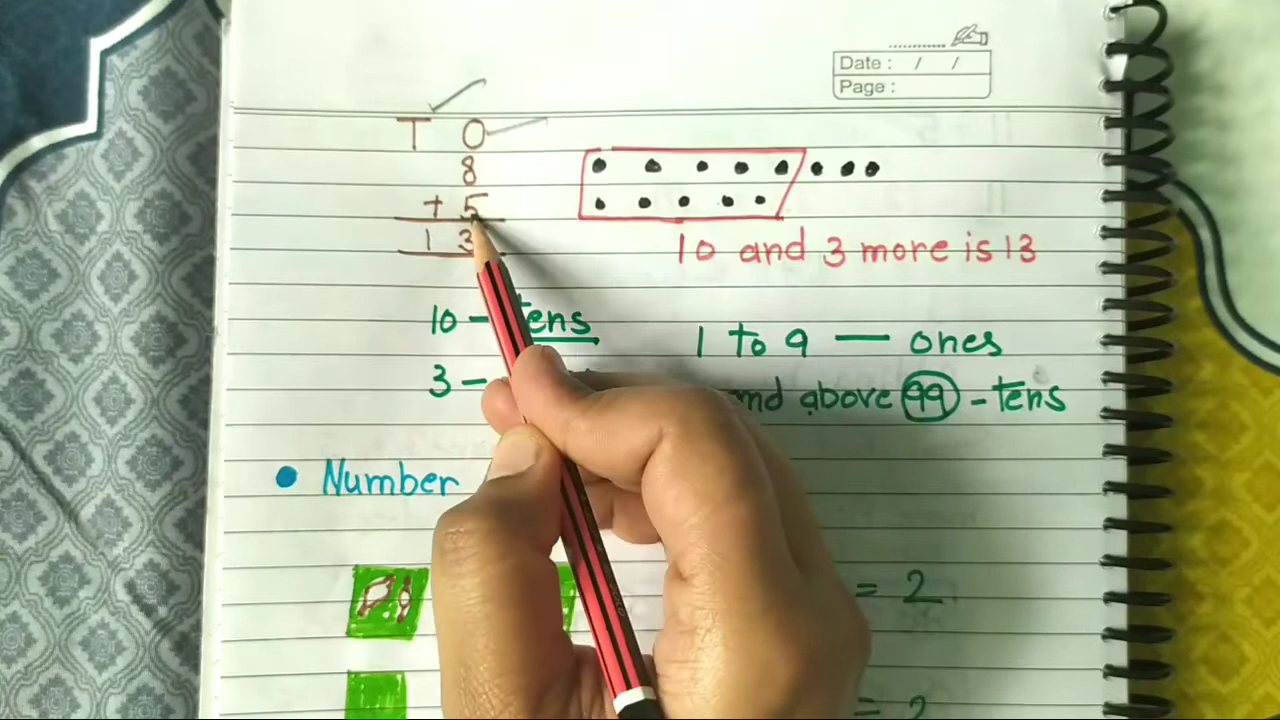 Date : / /
Page :
T O
8
+ 5
1 3
10 and 3 more is 13
10 - tens
1 to 9 — ones
3 -
and above 99 - tens
Number
= 2
= 2